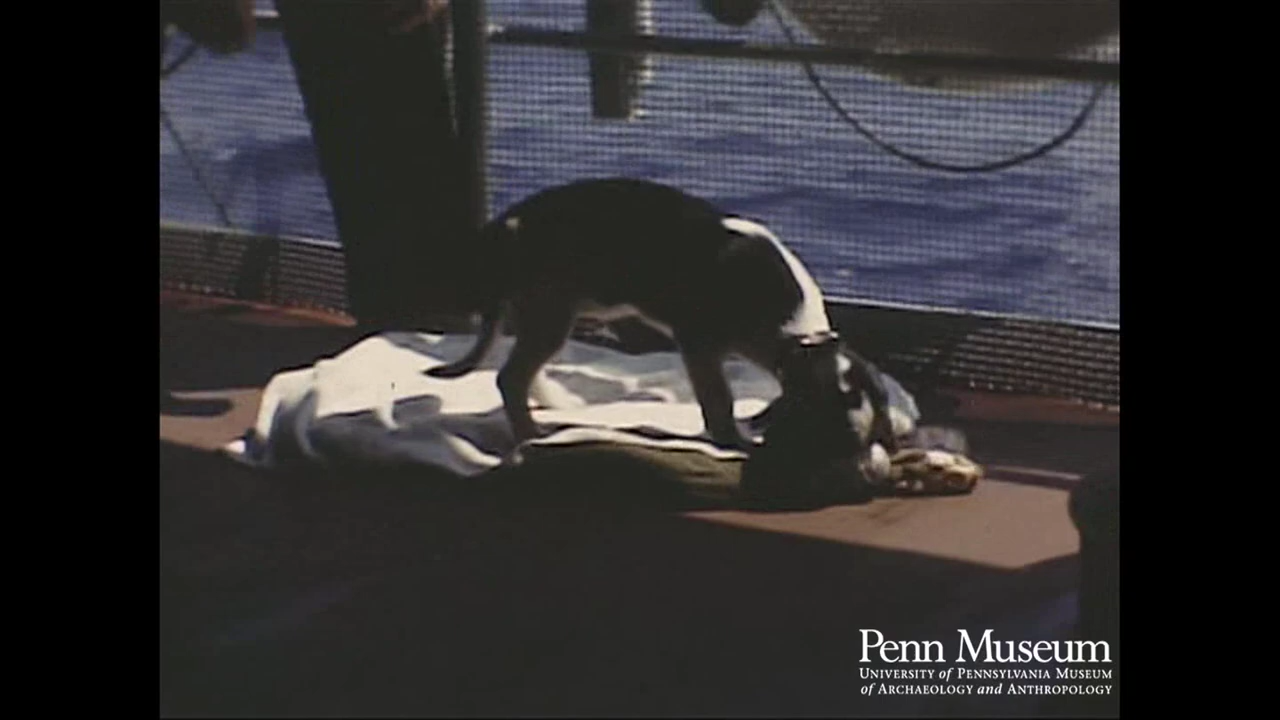 Penn Museum
UNIVERSITY of PENNSYLVANIA MUSEUM
of ARCHAEOLOGY and ANTHROPOLOGY